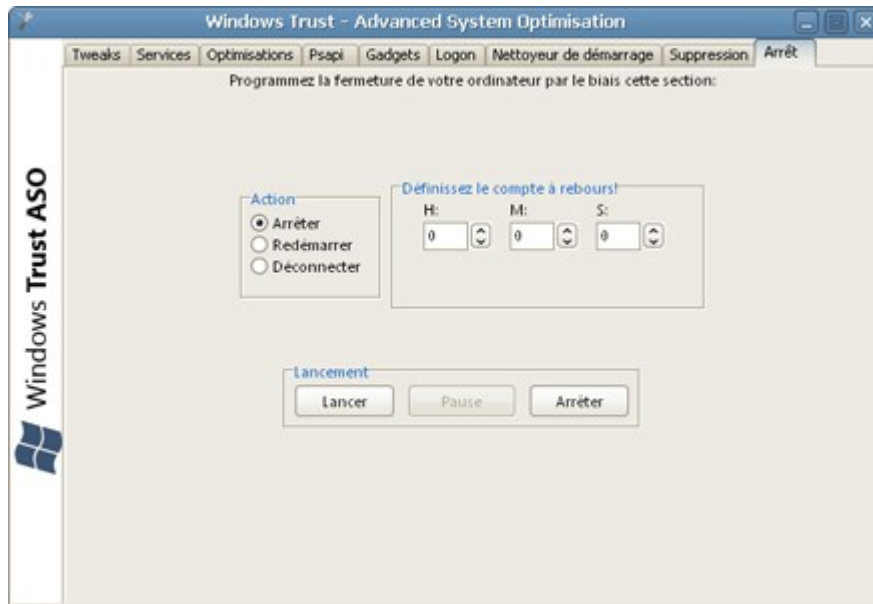 Windows Trust - Advanced System Optimisation
Tweaks Services Optimisations Psapi Gadgets Logon Nettoyeur de démarrage Suppression Arrêt
Programmez la fermeture de votre ordinateur par le biais cette section:
Windows Trust ASO
Action
Arrêter
Redémarrer
Déconnecter
Définissez le compte à rebours!
H: M: S:
0 0 0
Lancement
Lancer Pause Arrêter